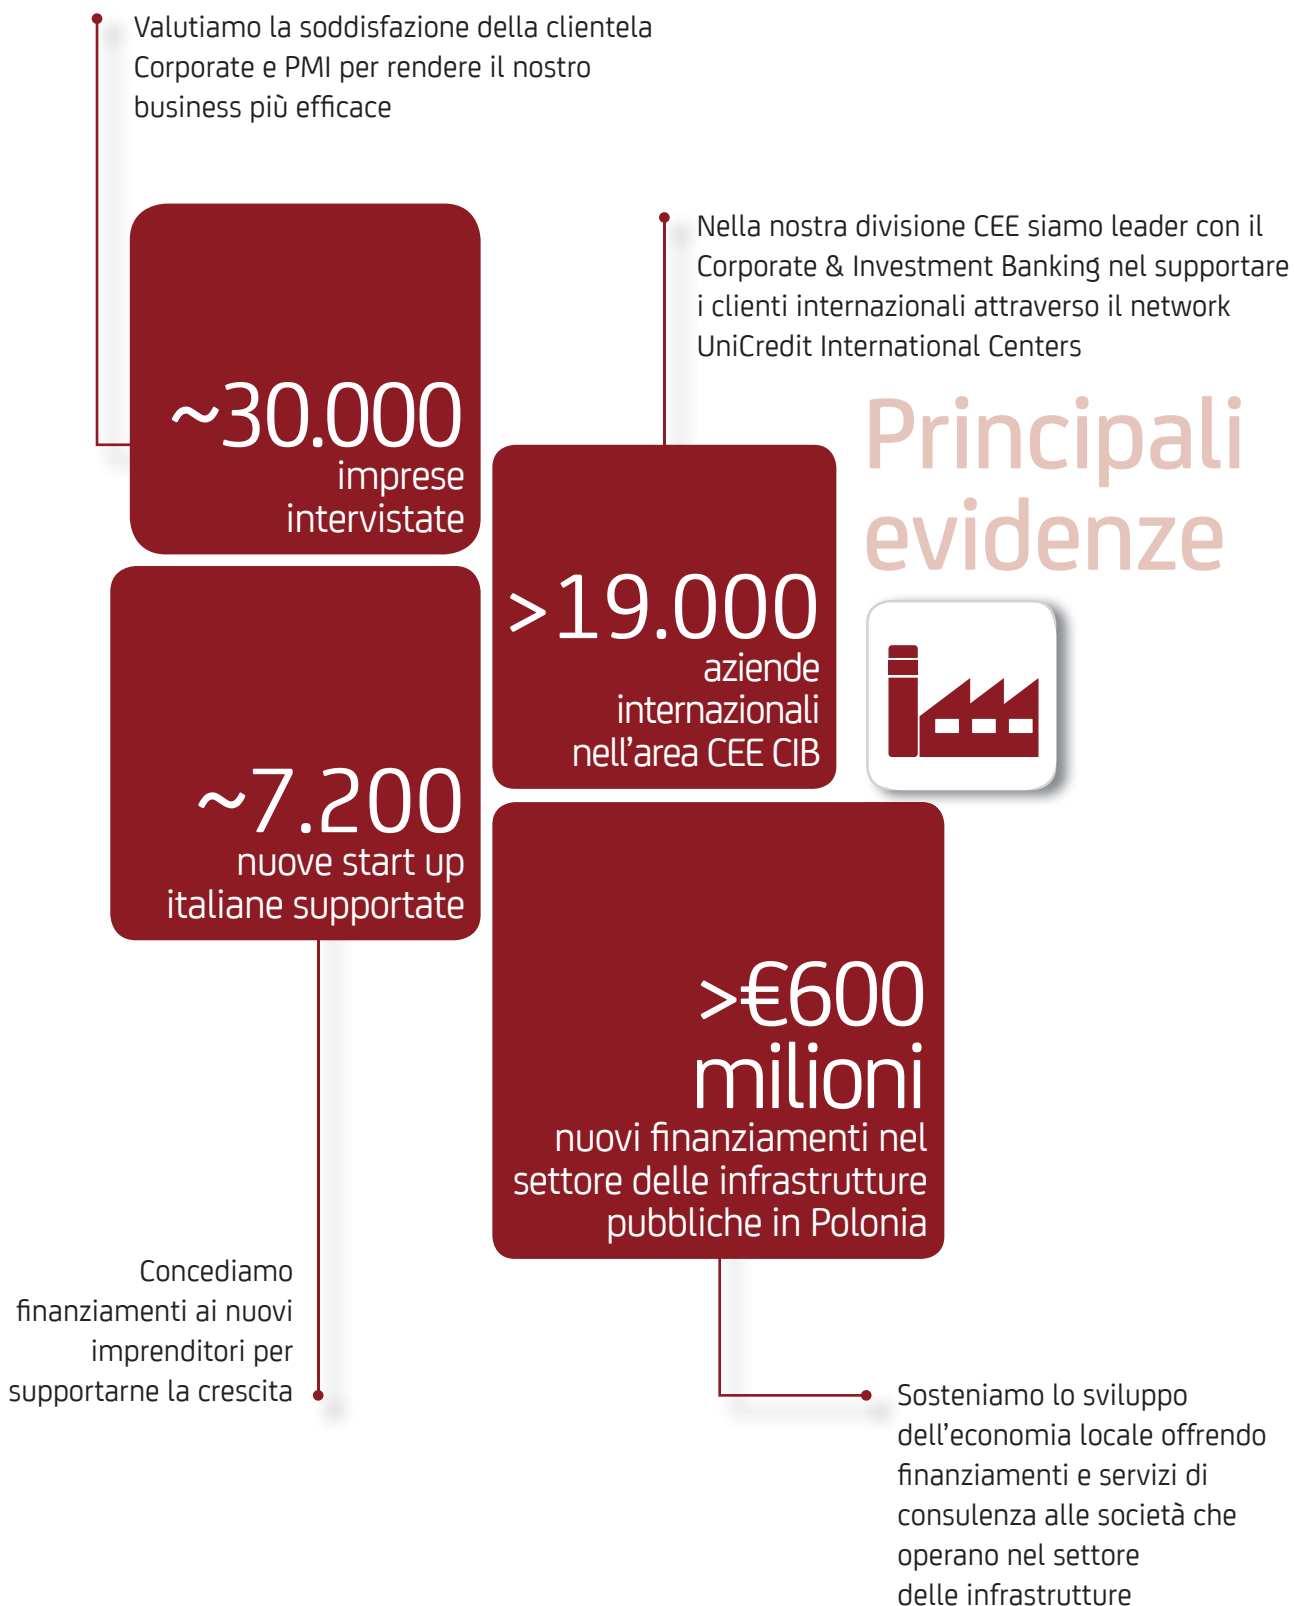 Valutiamo la soddisfazione della clientela
Corporate e PMI per rendere il nostro
business più efficace
~30.000
imprese
intervistate
Nella nostra divisione CEE siamo leader con il
Corporate & Investment Banking nel supportare
i clienti internazionali attraverso il network
UniCredit International Centers
Principali
evidenze
>19.000
aziende
internazionali
nell’area CEE CIB
~7.200
nuove start up
italiane supportate
>€600
milioni
nuovi finanziamenti nel
settore delle infrastrutture
pubbliche in Polonia
Concediamo
finanziamenti ai nuovi
imprenditori per
supportarne la crescita
Sosteniamo lo sviluppo
dell’economia locale offrendo
finanziamenti e servizi di
consulenza alle società che
operano nel settore
delle infrastrutture